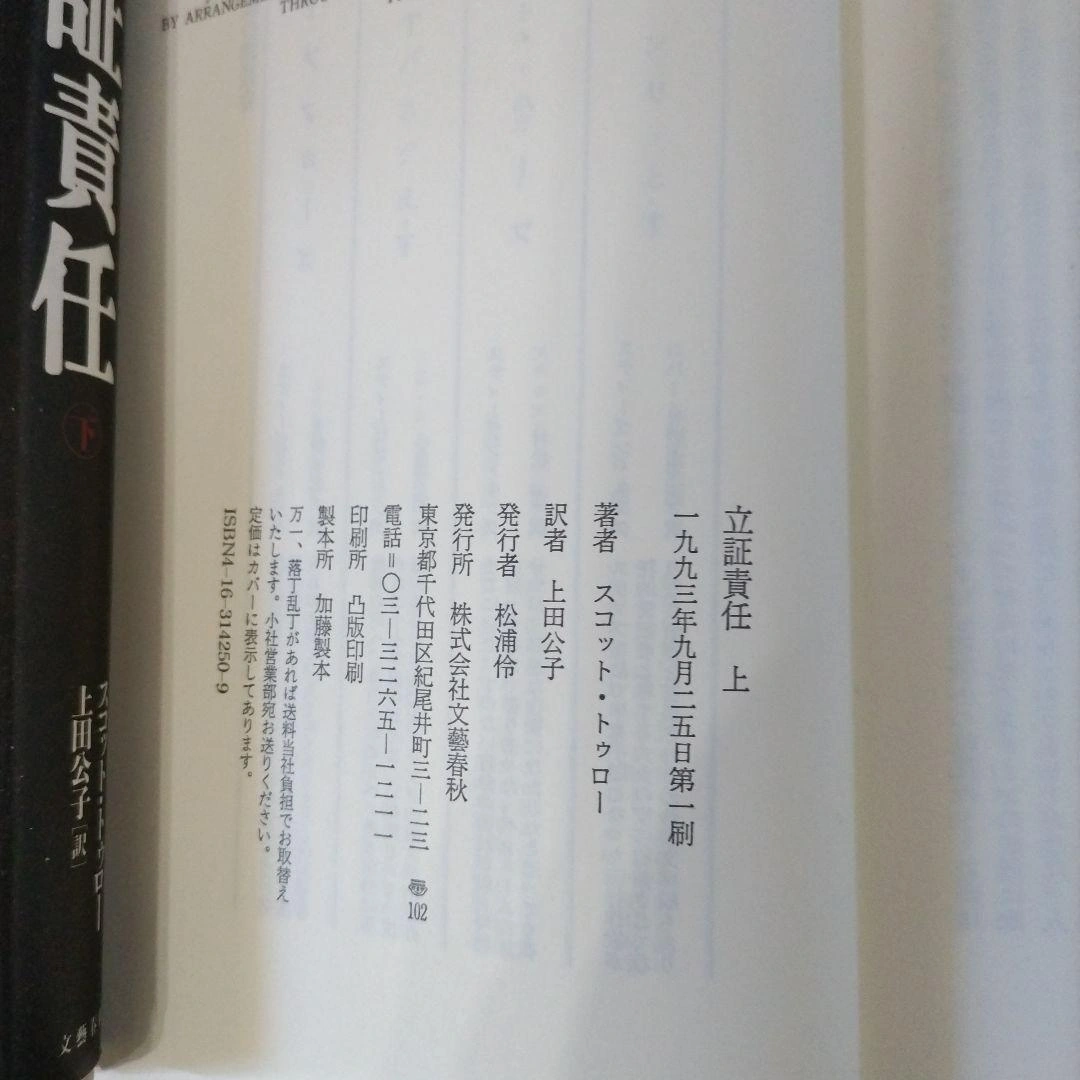 BY ARRANGEME
立証責任　上
一九九三年九月二五日第一刷
著者　スコット・トゥロー
訳者　上田公子
発行者　松浦伶
発行所　株式会社文藝春秋
東京都千代田区紀尾井町三―二三　〠102
電話＝〇三―三二六五―一二一一
印刷所　凸版印刷
製本所　加藤製本
万一、落丁乱丁があれば送料当社負担でお取替え
いたします。小社営業部宛お送りください。
定価はカバーに表示してあります。
ISBN4―16―314250―9
証責任
下
スコット・トゥロー
上田公子［訳］